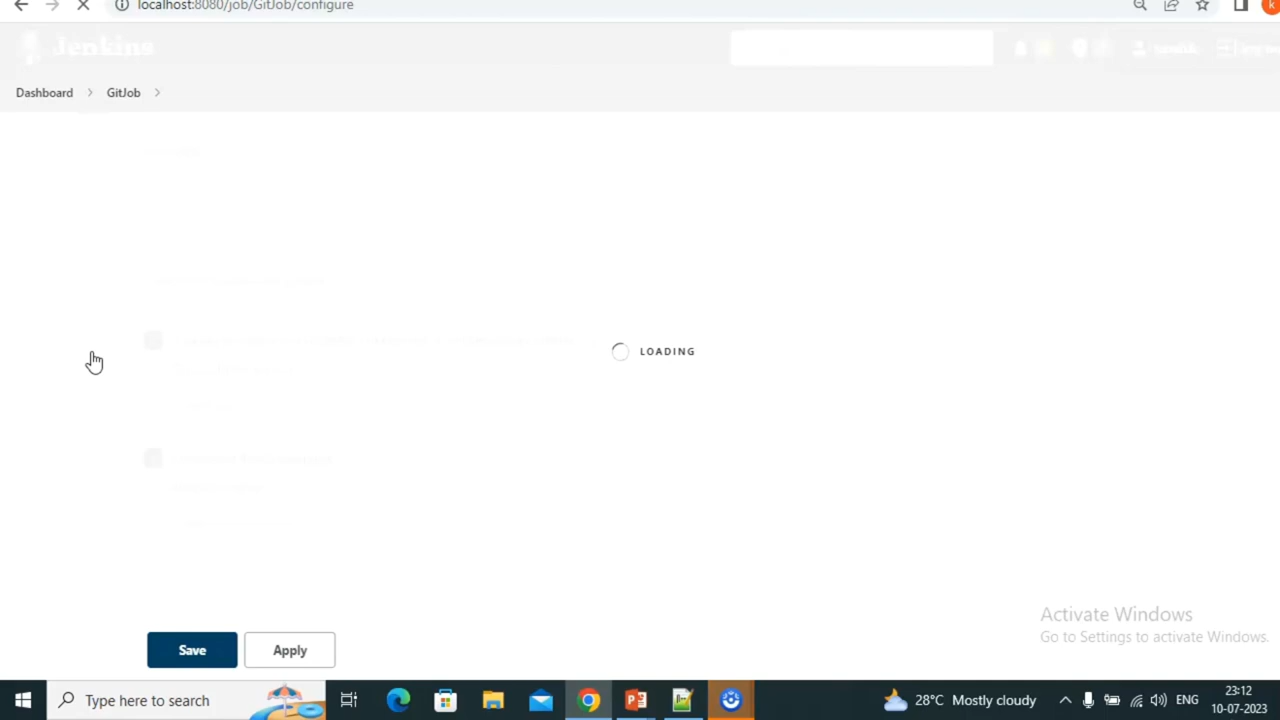 localhost:8080/job/GitJob/configure
Jenkins
Dashboard > GitJob >
LOADING
Save
Apply
Activate Windows
Go to Settings to activate Windows.
Type here to search
28°C Mostly cloudy
ENG
23:12
10-07-2023